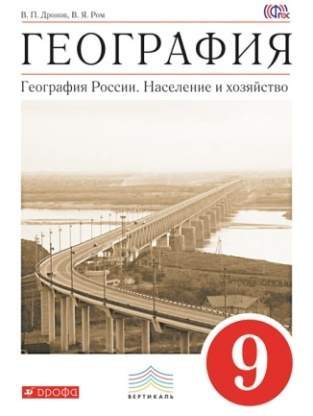 В. П. Дронов, В. Я. Ром
ГЕОГРАФИЯ
География России. Население и хозяйство
9
ВЕРТИКАЛЬ
ДРОФА